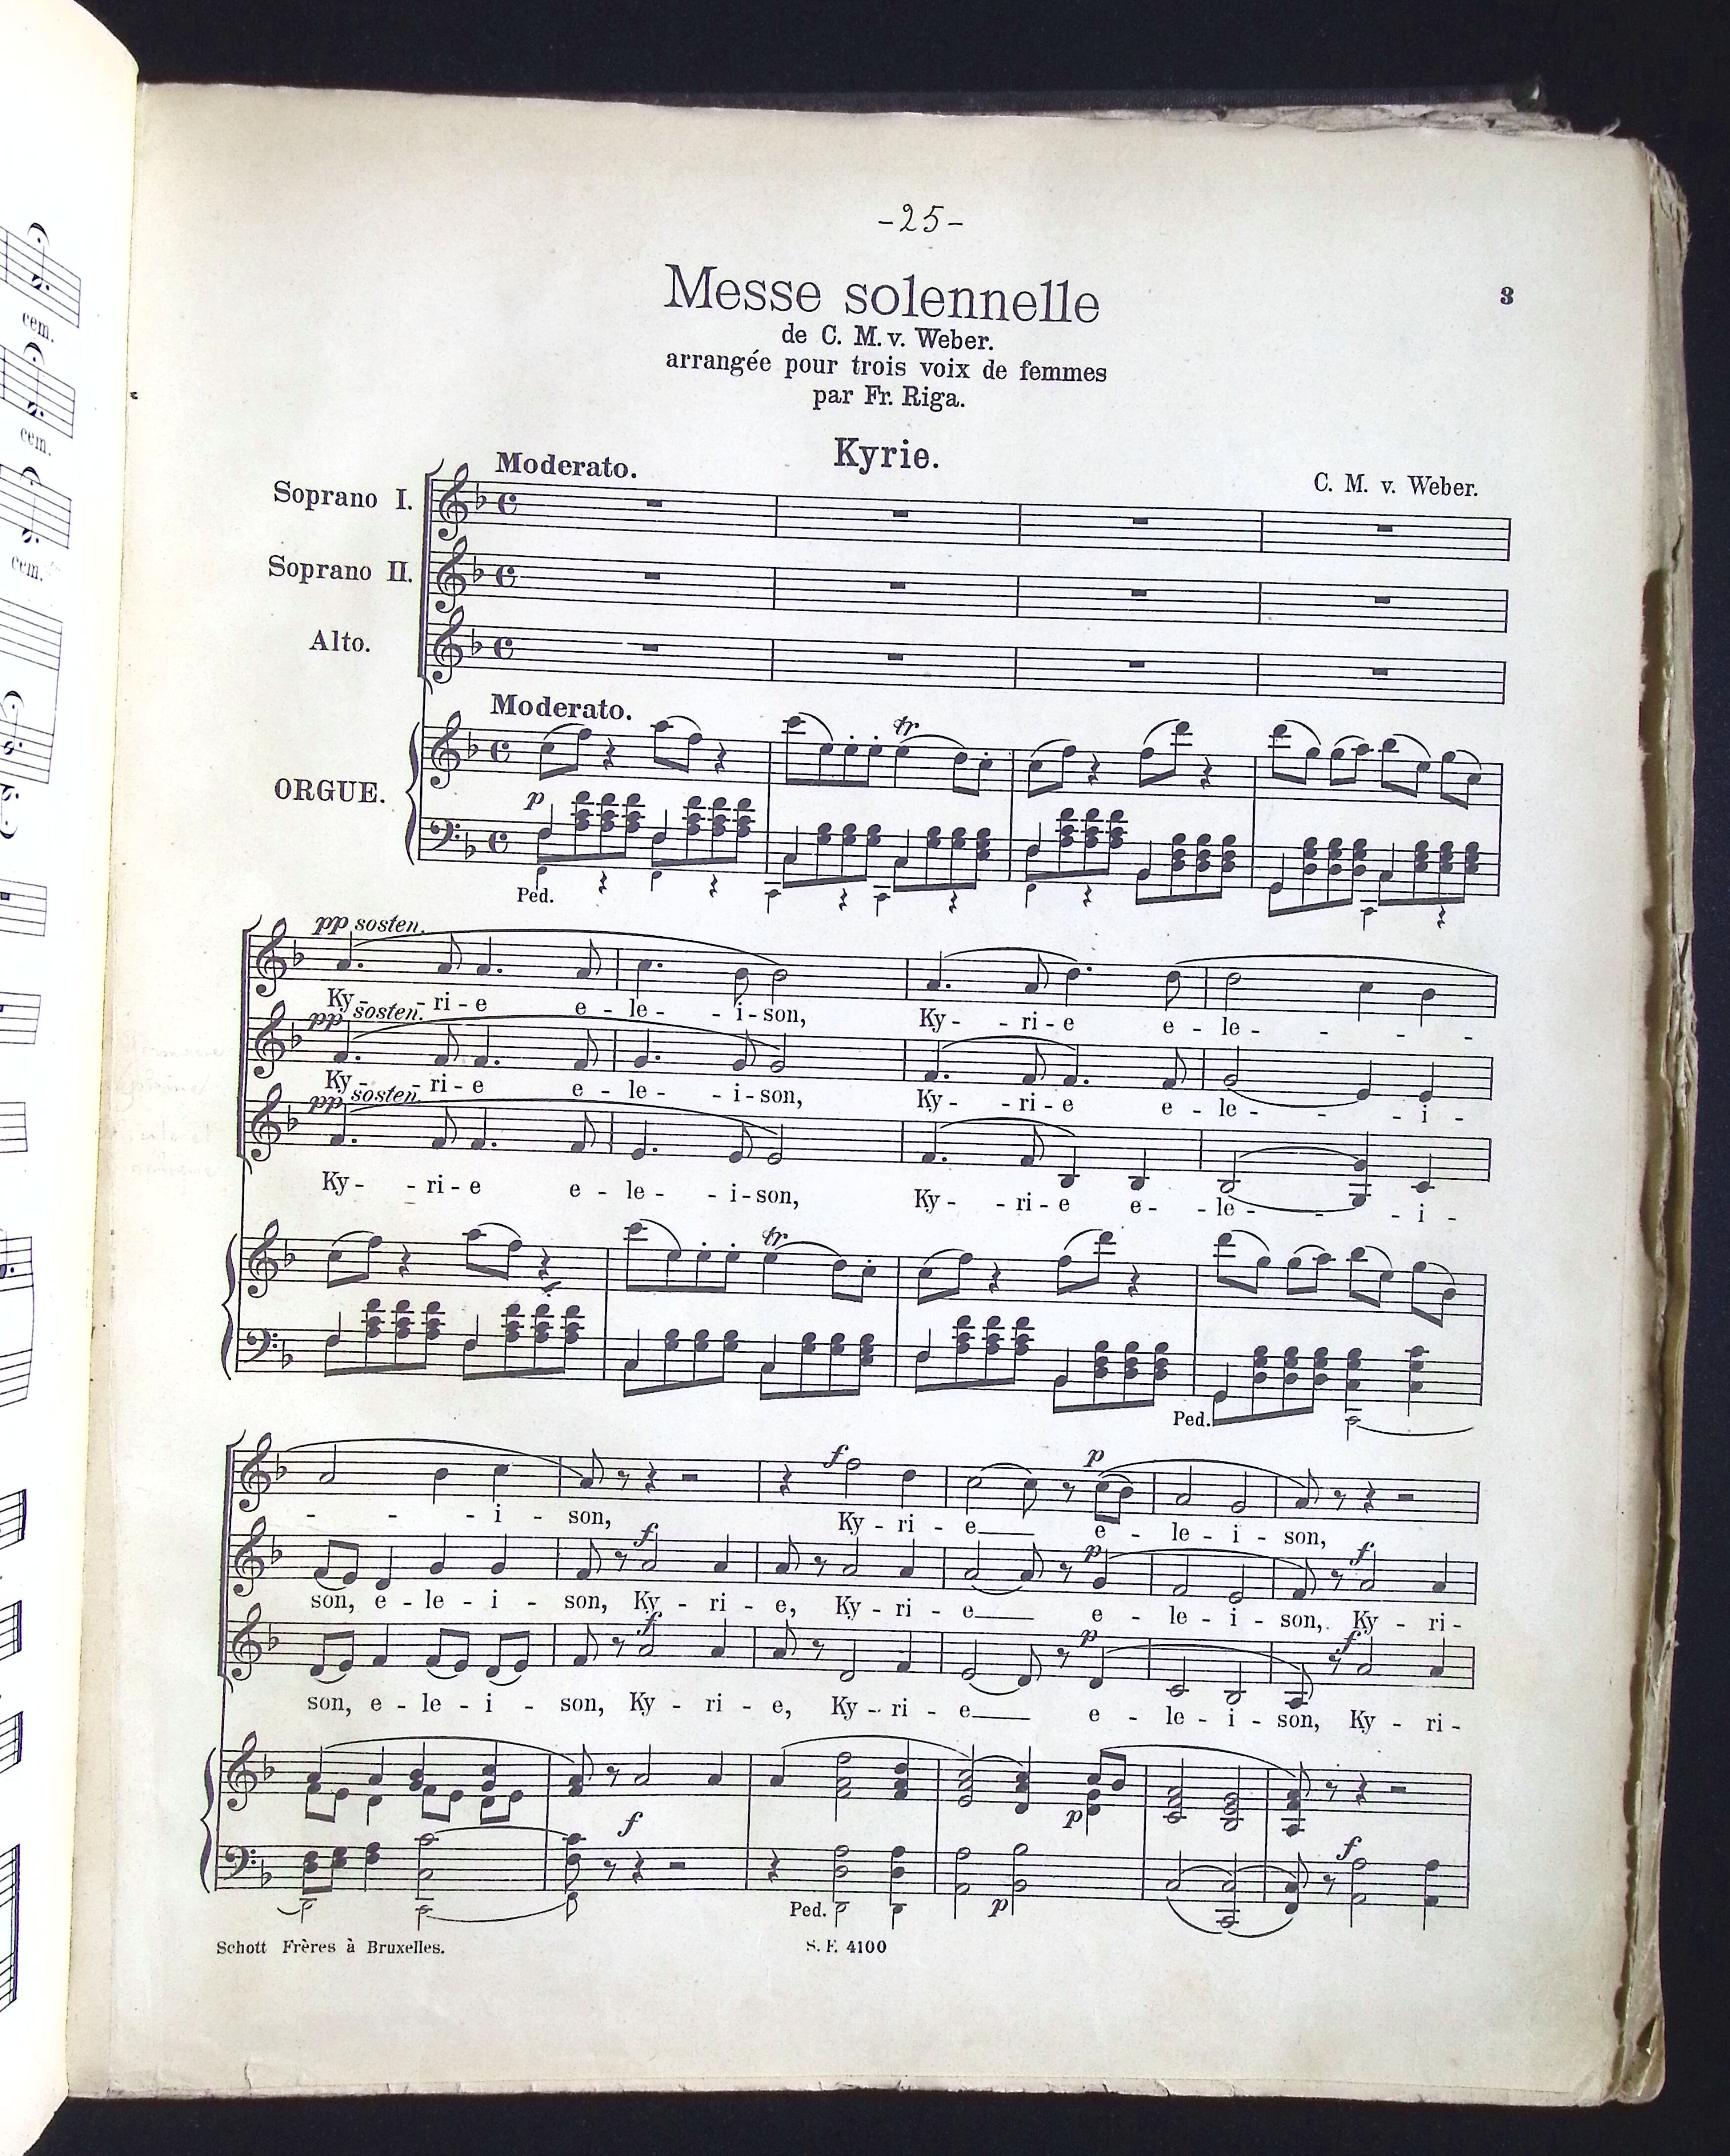 cem.
cem.
cem.
-25-
3
Messe solennelle
de C. M. v. Weber.
arrangée pour trois voix de femmes
par Fr. Riga.
Kyrie.
C. M. v. Weber.
Moderato.
Soprano I.
Soprano II.
Alto.
Moderato.
tr
ORGUE.
p
Ped.
pp sosten.
Ky - - ri - e e - le - - i - son, Ky - - ri - e e - le - - - -
pp sosten.
Ky - - ri - e e - le - - i - son, Ky - - ri - e e - le - - - i -
pp sosten.
Ky - - ri - e e - le - - i - son, Ky - - ri - e e - - le - - - i -
tr
Ped.
f p
- - - i - son, Ky - ri - e e - le - i - son,
f p f
son, e - le - i - son, Ky - ri - e, Ky - ri - e e - le - i - son, Ky - ri -
f p f
son, e - le - i - son, Ky - ri - e, Ky - ri - e e - le - i - son, Ky - ri -
f p
f
Ped. p
Schott Frères à Bruxelles.
S. F. 4100